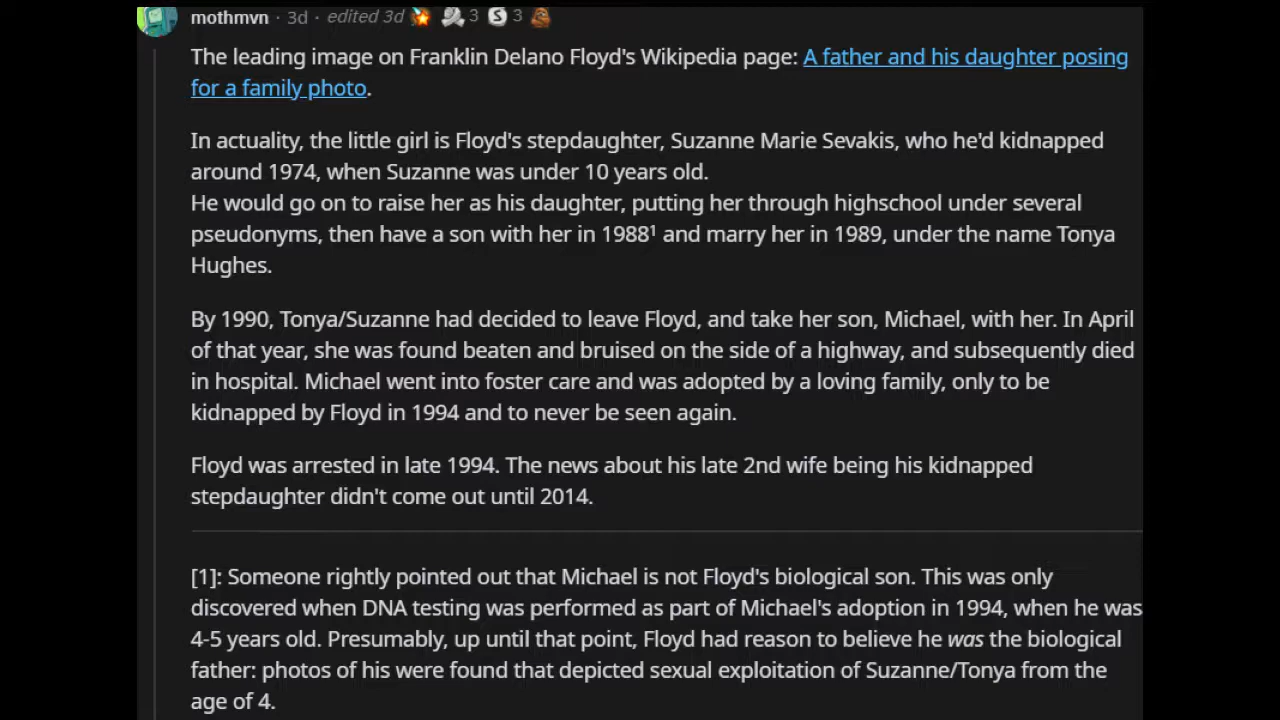 mothmvn · 3d · edited 3d 3 S 3
The leading image on Franklin Delano Floyd's Wikipedia page: A father and his daughter posing
for a family photo.
In actuality, the little girl is Floyd's stepdaughter, Suzanne Marie Sevakis, who he'd kidnapped
around 1974, when Suzanne was under 10 years old.
He would go on to raise her as his daughter, putting her through highschool under several
pseudonyms, then have a son with her in 1988¹ and marry her in 1989, under the name Tonya
Hughes.
By 1990, Tonya/Suzanne had decided to leave Floyd, and take her son, Michael, with her. In April
of that year, she was found beaten and bruised on the side of a highway, and subsequently died
in hospital. Michael went into foster care and was adopted by a loving family, only to be
kidnapped by Floyd in 1994 and to never be seen again.
Floyd was arrested in late 1994. The news about his late 2nd wife being his kidnapped
stepdaughter didn't come out until 2014.
[1]: Someone rightly pointed out that Michael is not Floyd's biological son. This was only
discovered when DNA testing was performed as part of Michael's adoption in 1994, when he was
4-5 years old. Presumably, up until that point, Floyd had reason to believe he was the biological
father: photos of his were found that depicted sexual exploitation of Suzanne/Tonya from the
age of 4.